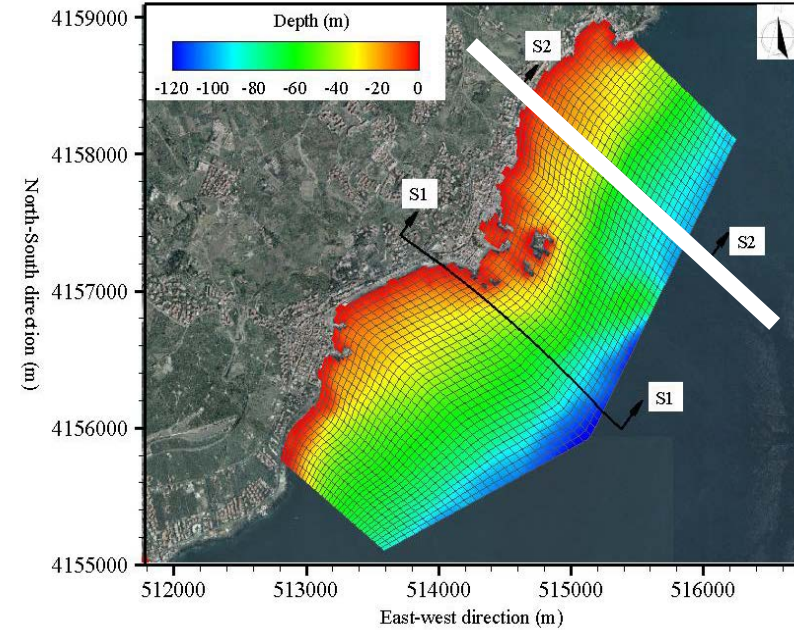 4159000
4158000
4157000
4156000
4155000
North-South direction (m)
Depth (m)
-120 -100 -80 -60 -40 -20 0
S2
S1
S2
S1
512000 513000 514000 515000 516000
East-west direction (m)